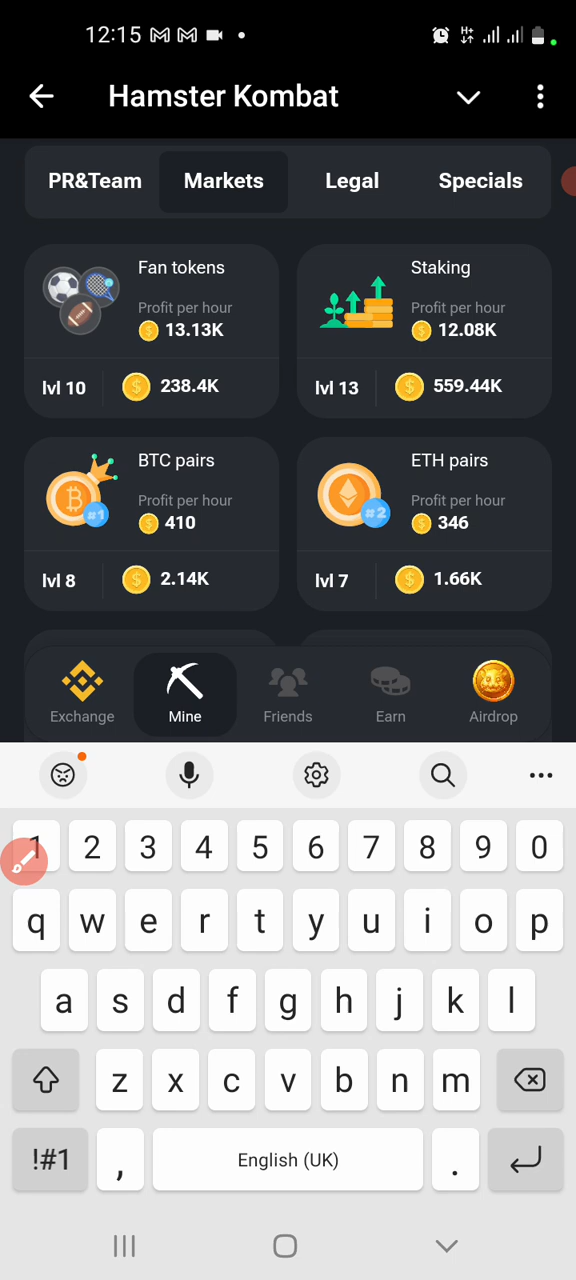 12:15
Hamster Kombat
PR&Team Markets Legal Specials
Fan tokens
Profit per hour
13.13K
lvl 10 238.4K
Staking
Profit per hour
12.08K
lvl 13 559.44K
BTC pairs
Profit per hour
#1
410
lvl 8 2.14K
ETH pairs
Profit per hour
#2
346
lvl 7 1.66K
Exchange Mine Friends Earn Airdrop
1 2 3 4 5 6 7 8 9 0
q w e r t y u i o p
a s d f g h j k l
z x c v b n m
!#1 , English (UK) .